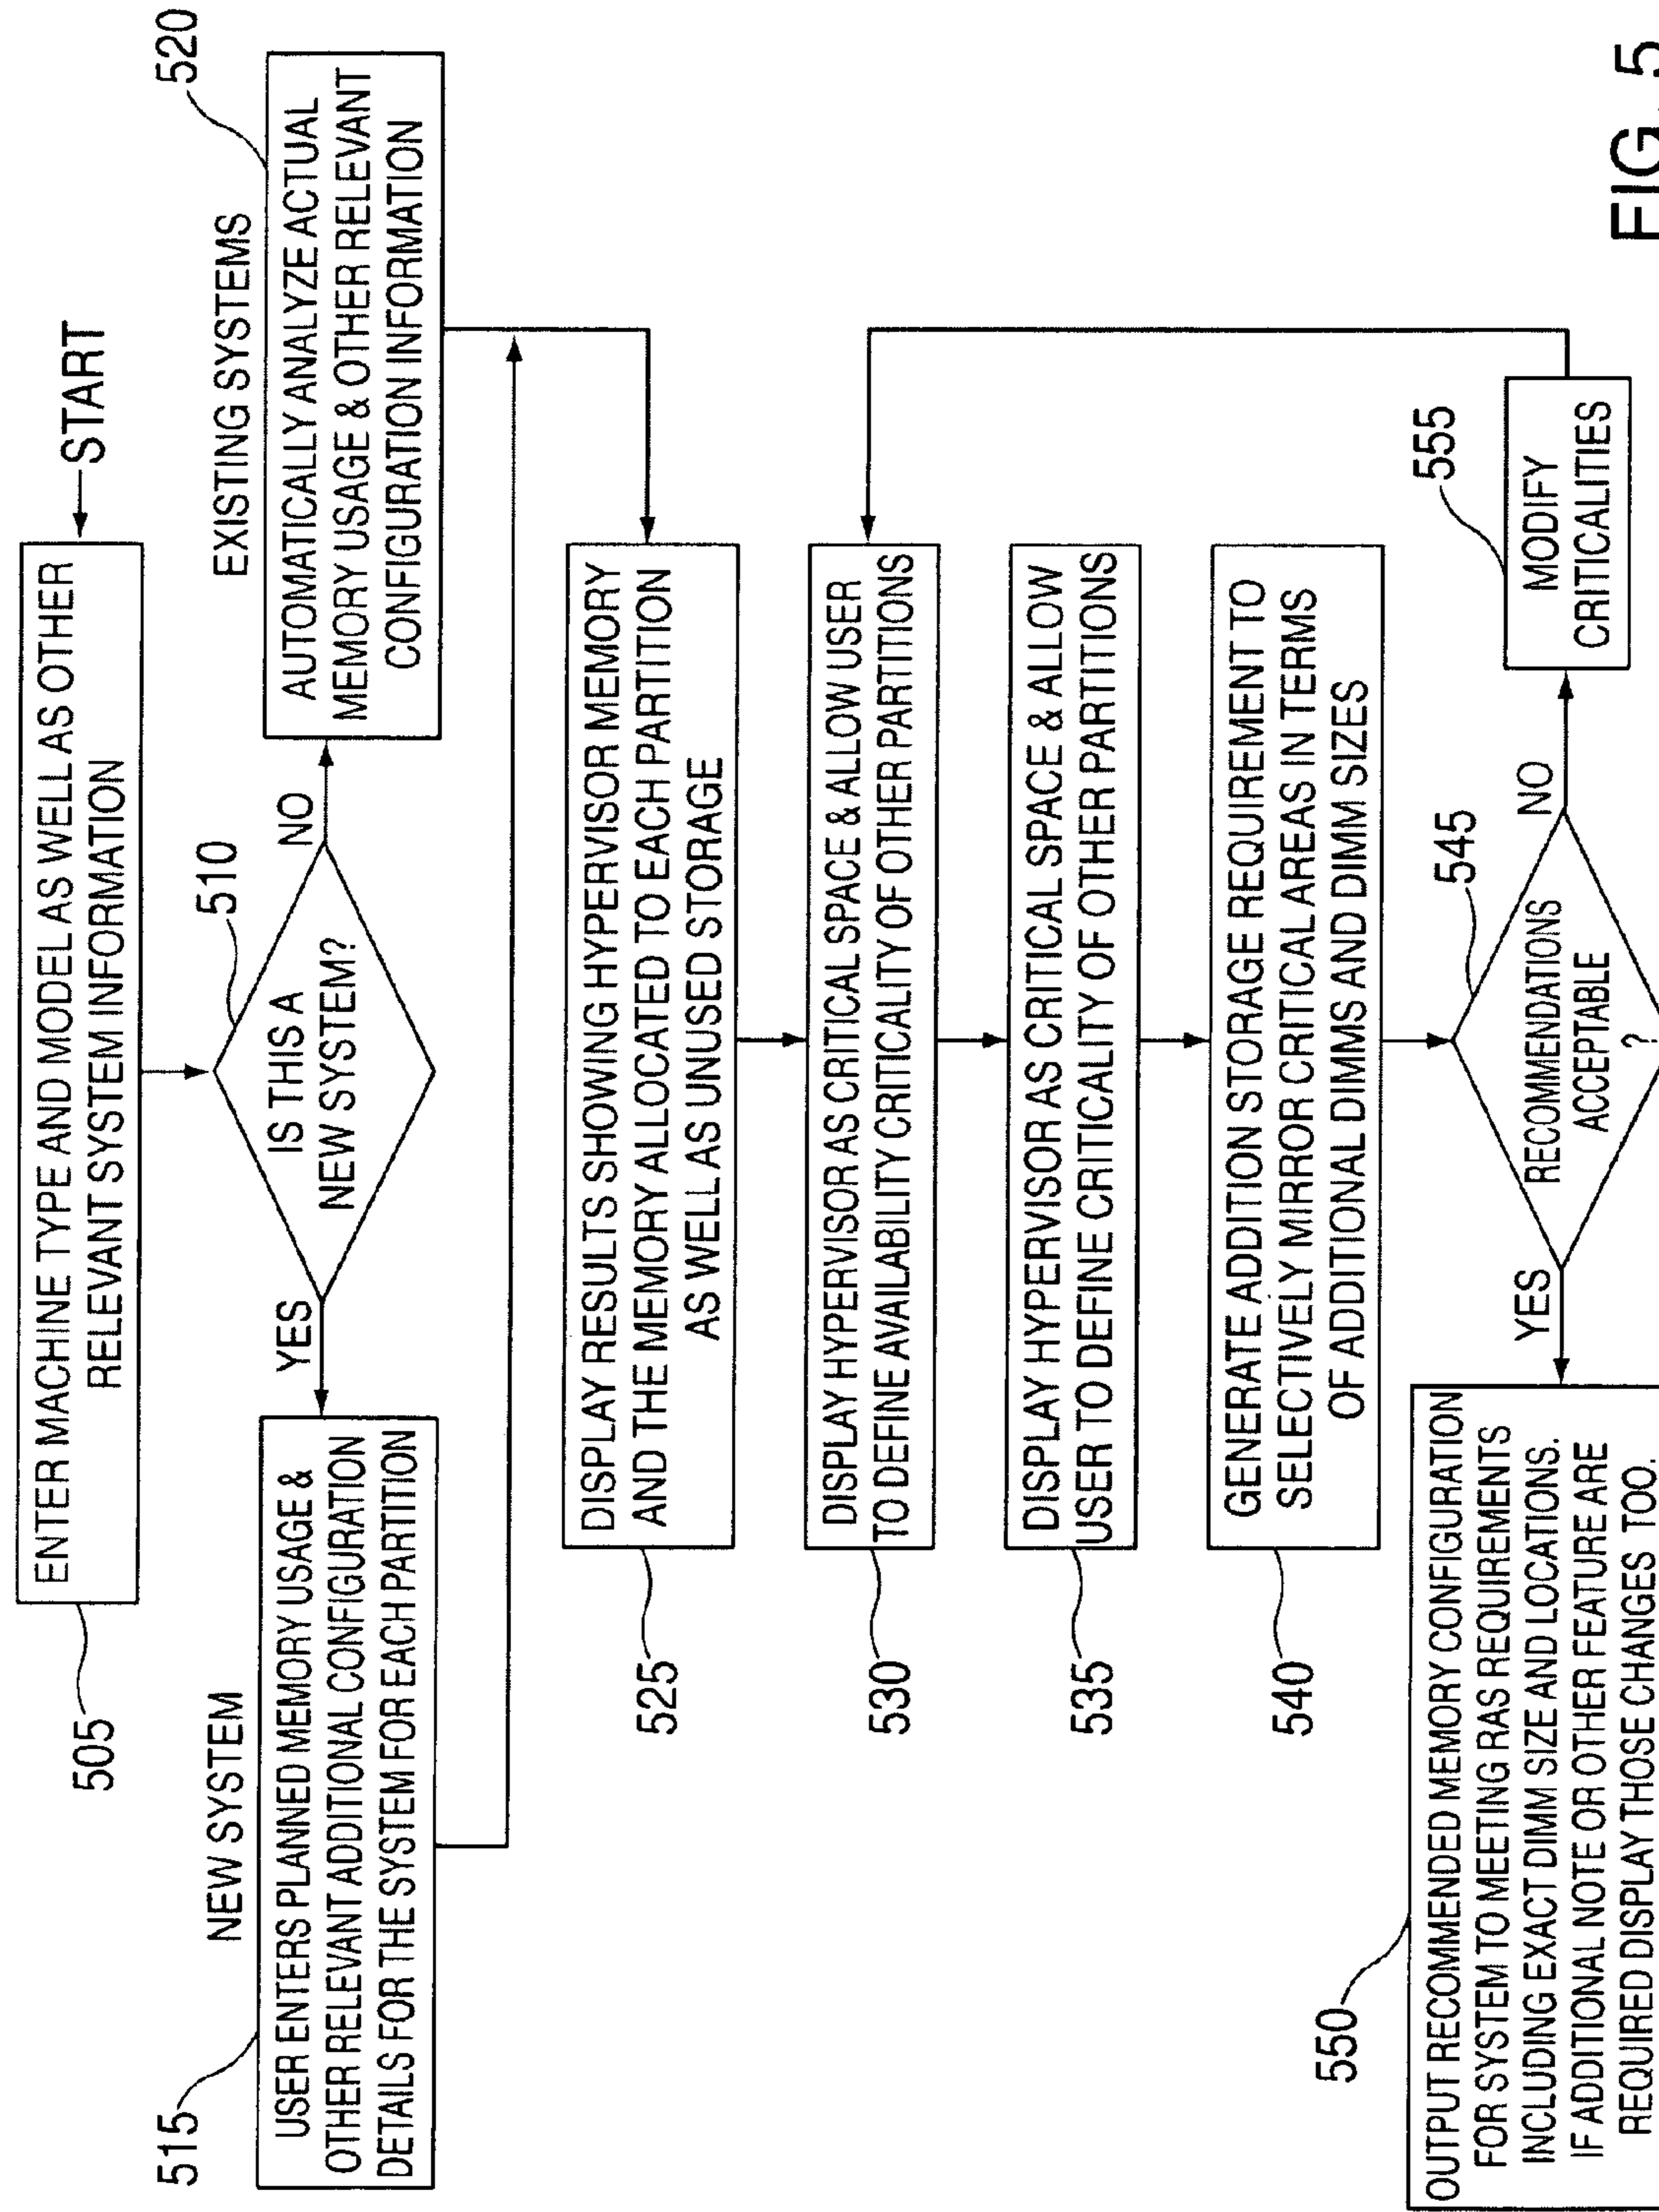 START
ENTER MACHINE TYPE AND MODEL AS WELL AS OTHER
RELEVANT SYSTEM INFORMATION
505
510
IS THIS A
NEW SYSTEM?
YES
NO
NEW SYSTEM
515
USER ENTERS PLANNED MEMORY USAGE &
OTHER RELEVANT ADDITIONAL CONFIGURATION
DETAILS FOR THE SYSTEM FOR EACH PARTITION
EXISTING SYSTEMS
520
AUTOMATICALLY ANALYZE ACTUAL
MEMORY USAGE & OTHER RELEVANT
CONFIGURATION INFORMATION
DISPLAY RESULTS SHOWING HYPERVISOR MEMORY
AND THE MEMORY ALLOCATED TO EACH PARTITION
AS WELL AS UNUSED STORAGE
525
DISPLAY HYPERVISOR AS CRITICAL SPACE & ALLOW USER
TO DEFINE AVAILABILITY CRITICALITY OF OTHER PARTITIONS
530
DISPLAY HYPERVISOR AS CRITICAL SPACE & ALLOW
USER TO DEFINE CRITICALITY OF OTHER PARTITIONS
535
GENERATE ADDITION STORAGE REQUIREMENT TO
SELECTIVELY MIRROR CRITICAL AREAS IN TERMS
OF ADDITIONAL DIMMS AND DIMM SIZES
540
545
RECOMMENDATIONS
ACCEPTABLE
?
YES
NO
550
OUTPUT RECOMMENDED MEMORY CONFIGURATION
FOR SYSTEM TO MEETING RAS REQUIREMENTS
INCLUDING EXACT DIMM SIZE AND LOCATIONS.
IF ADDITIONAL NOTE OR OTHER FEATURE ARE
REQUIRED DISPLAY THOSE CHANGES TOO.
555
MODIFY
CRITICALITIES
FIG. 5